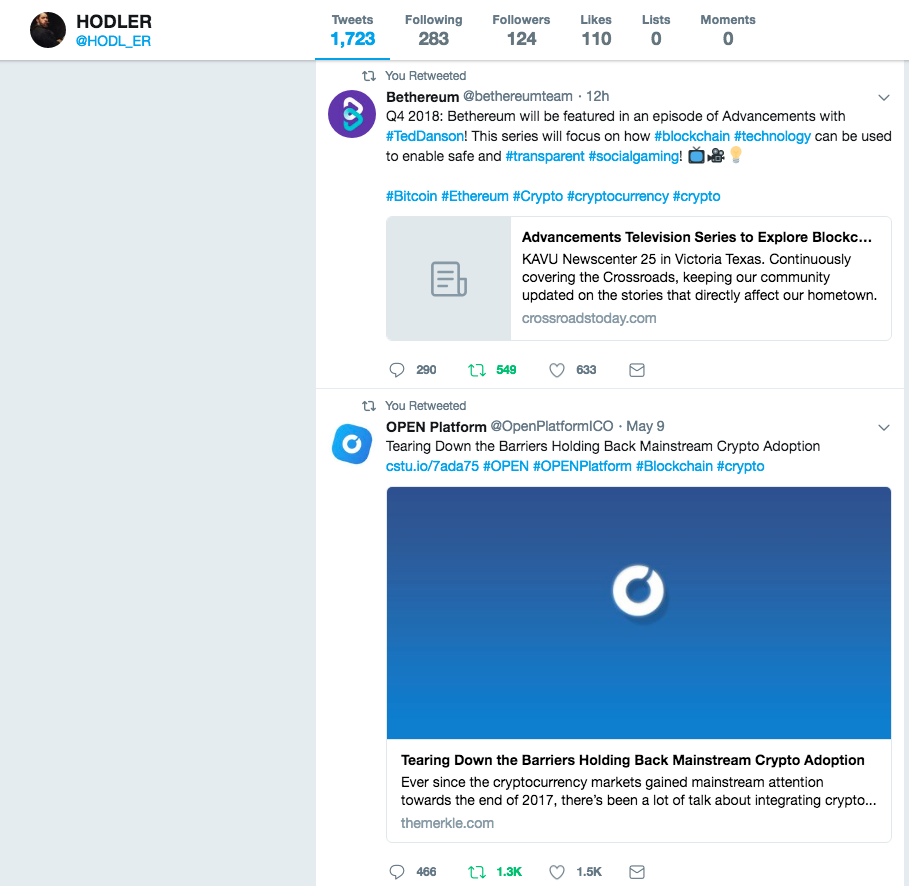 HODLER
@HODL_ER
Tweets Following Followers Likes Lists Moments
1,723 283 124 110 0 0
You Retweeted
Bethereum @bethereumteam · 12h
Q4 2018: Bethereum will be featured in an episode of Advancements with
#TedDanson! This series will focus on how #blockchain #technology can be used
to enable safe and #transparent #socialgaming! 📺🎥💡
#Bitcoin #Ethereum #Crypto #cryptocurrency #crypto
Advancements Television Series to Explore Blockc...
KAVU Newscenter 25 in Victoria Texas. Continuously
covering the Crossroads, keeping our community
updated on the stories that directly affect our hometown.
crossroadstoday.com
290 549 633
You Retweeted
OPEN Platform @OpenPlatformICO · May 9
Tearing Down the Barriers Holding Back Mainstream Crypto Adoption
cstu.io/7ada75 #OPEN #OPENPlatform #Blockchain #crypto
Tearing Down the Barriers Holding Back Mainstream Crypto Adoption
Ever since the cryptocurrency markets gained mainstream attention
towards the end of 2017, there's been a lot of talk about integrating crypto...
themerkle.com
466 1.3K 1.5K